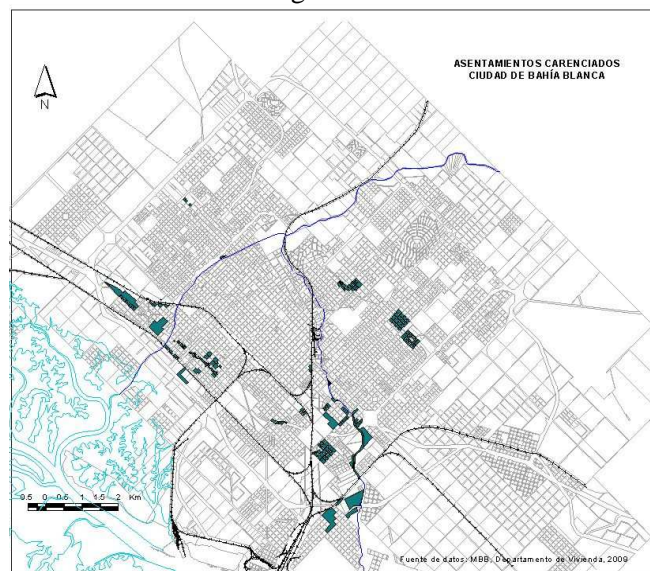 ASENTAMIENTOS CARENCIADOS
CIUDAD DE BAHÍA BLANCA
N
0.5 0 0.5 1 1.5 2 Km
Fuente de datos: MBB, Departamento de Vivienda, 2009